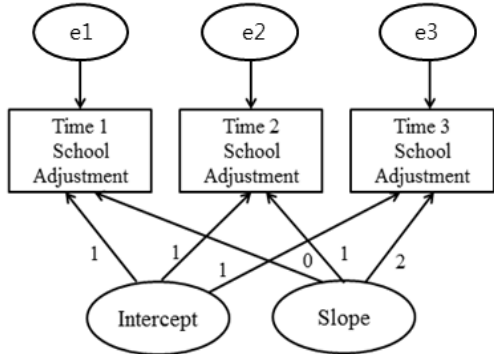 e1
e2
e3
Time 1
School
Adjustment
Time 2
School
Adjustment
Time 3
School
Adjustment
1
1
1
0
1
2
Intercept
Slope